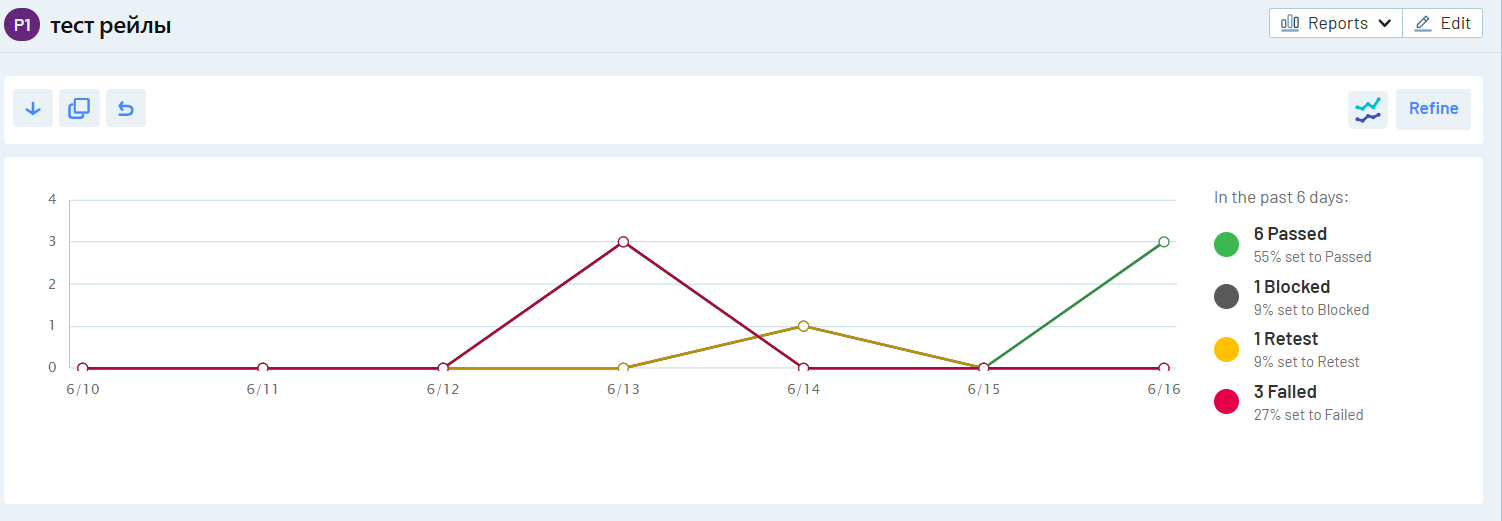 P1 тест рейлы
Reports Edit
Refine
In the past 6 days:
6 Passed
55% set to Passed
1 Blocked
9% set to Blocked
1 Retest
9% set to Retest
3 Failed
27% set to Failed
4
3
2
1
0
6/10 6/11 6/12 6/13 6/14 6/15 6/16